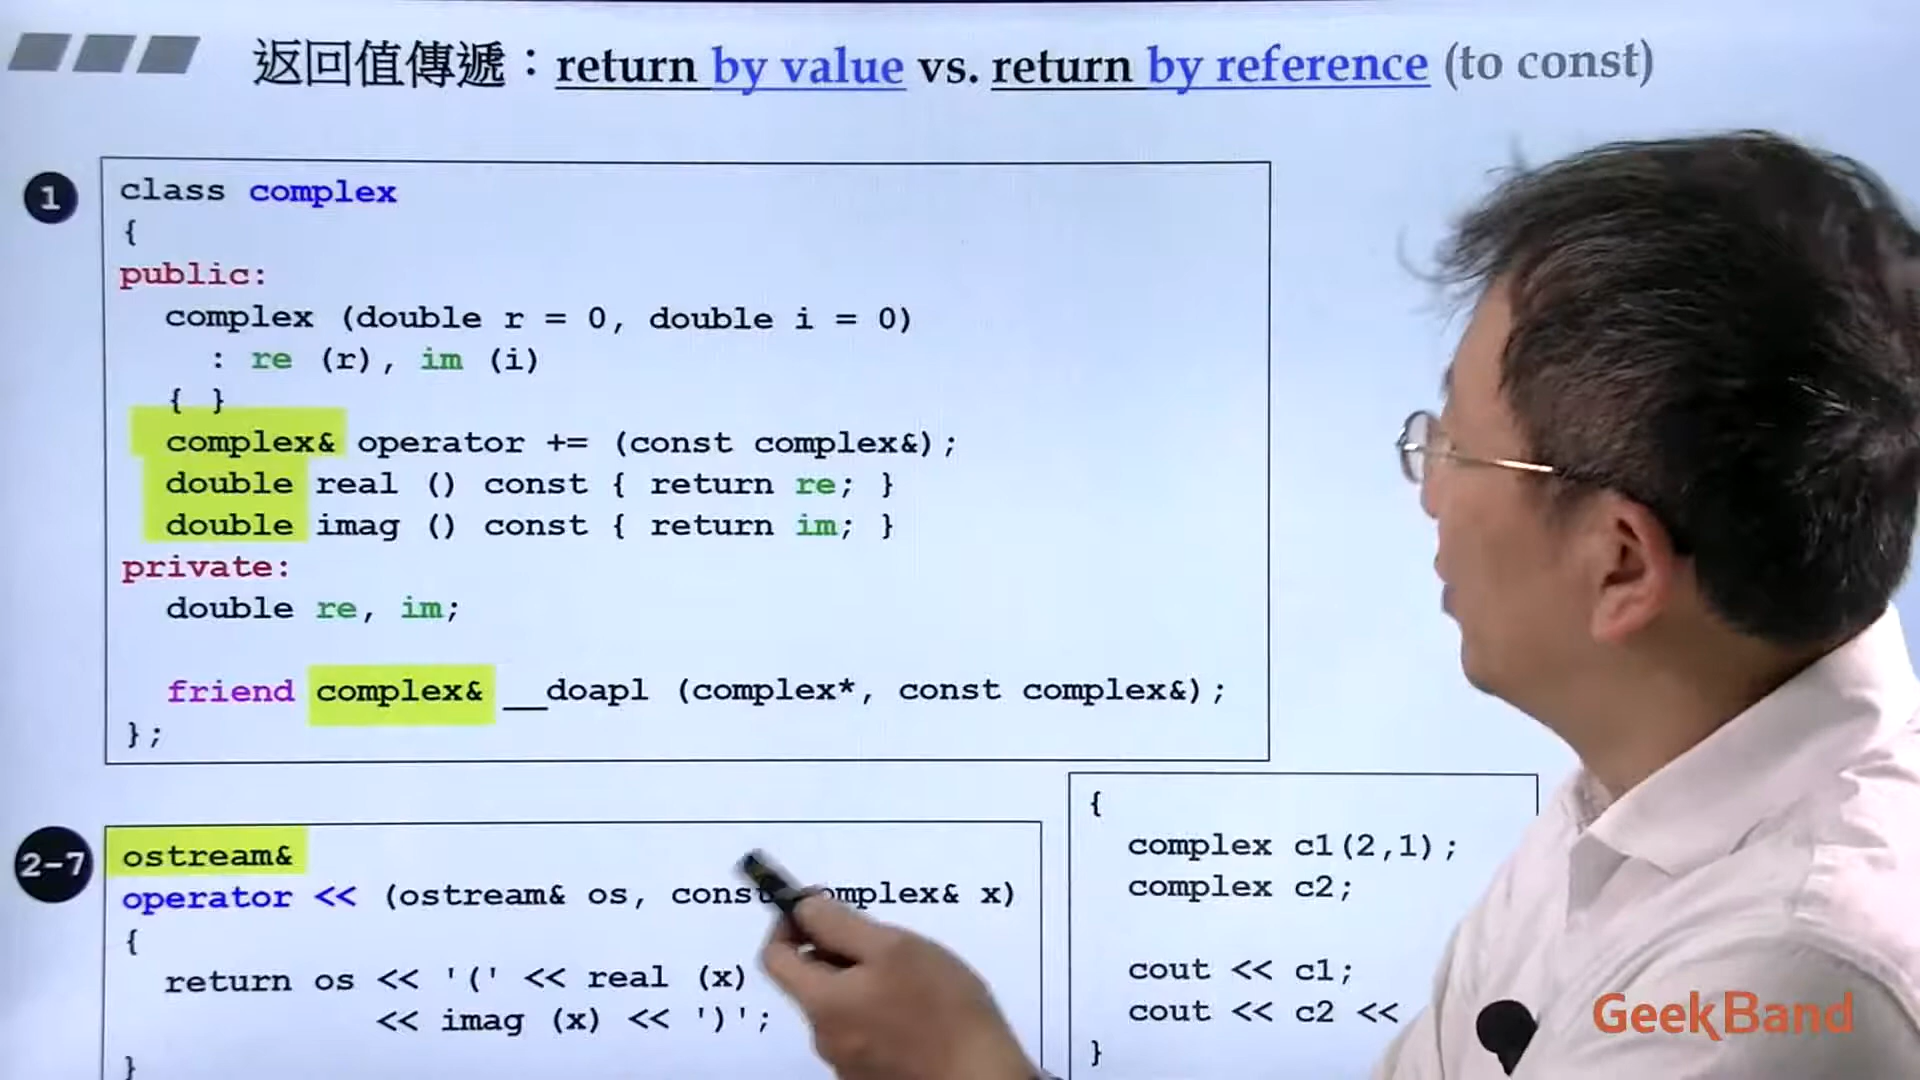 返回值傳遞：return by value vs. return by reference (to const)
1
class complex
{
public:
complex (double r = 0, double i = 0)
: re (r), im (i)
{ }
complex& operator += (const complex&);
double real () const { return re; }
double imag () const { return im; }
private:
double re, im;
friend complex& __doapl (complex*, const complex&);
};
2-7
ostream&
operator << (ostream& os, const complex& x)
{
return os << '(' << real (x)
<< imag (x) << ')';
}
{
complex c1(2,1);
complex c2;
cout << c1;
cout << c2 <<
}
GeekBand